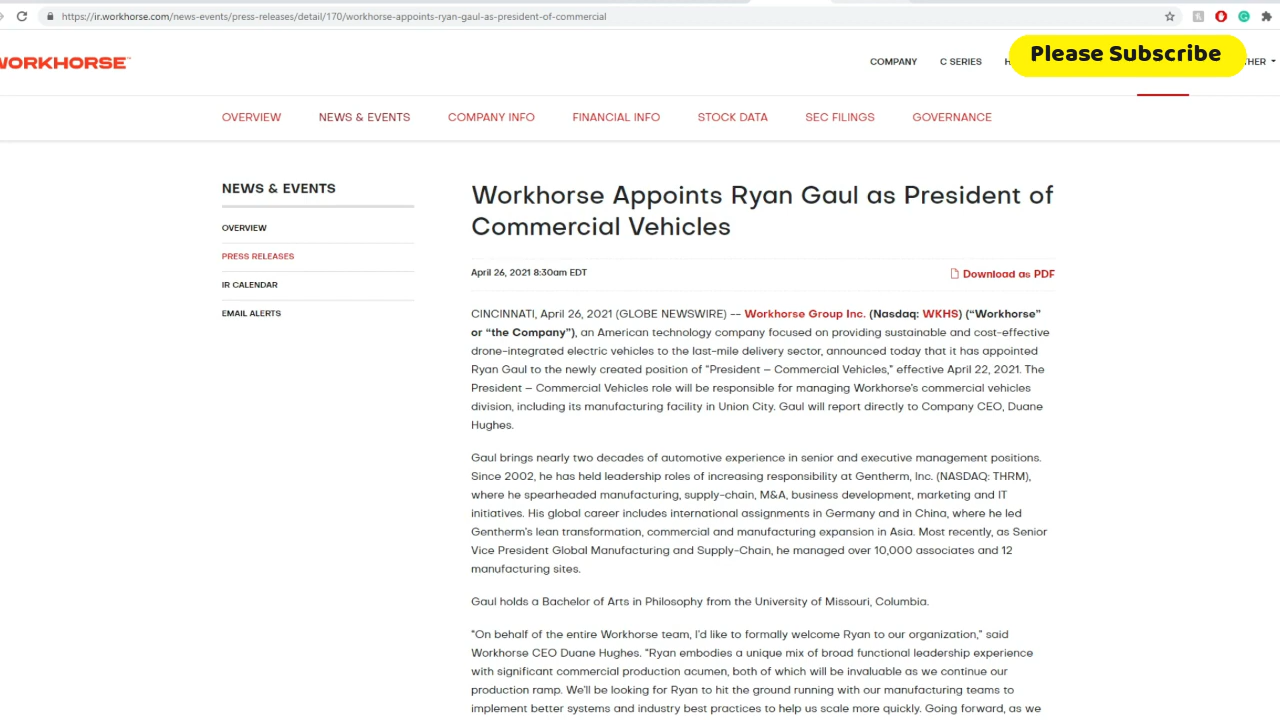 https://ir.workhorse.com/news-events/press-releases/detail/170/workhorse-appoints-ryan-gaul-as-president-of-commercial
WORKHORSE™
COMPANY
C SERIES
Please Subscribe
OVERVIEW
NEWS & EVENTS
COMPANY INFO
FINANCIAL INFO
STOCK DATA
SEC FILINGS
GOVERNANCE
NEWS & EVENTS
OVERVIEW
PRESS RELEASES
IR CALENDAR
EMAIL ALERTS
Workhorse Appoints Ryan Gaul as President of
Commercial Vehicles
April 26, 2021 8:30am EDT
Download as PDF
CINCINNATI, April 26, 2021 (GLOBE NEWSWIRE) -- Workhorse Group Inc. (Nasdaq: WKHS) (“Workhorse”
or “the Company”), an American technology company focused on providing sustainable and cost-effective
drone-integrated electric vehicles to the last-mile delivery sector, announced today that it has appointed
Ryan Gaul to the newly created position of “President – Commercial Vehicles,” effective April 22, 2021. The
President – Commercial Vehicles role will be responsible for managing Workhorse’s commercial vehicles
division, including its manufacturing facility in Union City. Gaul will report directly to Company CEO, Duane
Hughes.
Gaul brings nearly two decades of automotive experience in senior and executive management positions.
Since 2002, he has held leadership roles of increasing responsibility at Gentherm, Inc. (NASDAQ: THRM),
where he spearheaded manufacturing, supply-chain, M&A, business development, marketing and IT
initiatives. His global career includes international assignments in Germany and in China, where he led
Gentherm’s lean transformation, commercial and manufacturing expansion in Asia. Most recently, as Senior
Vice President Global Manufacturing and Supply-Chain, he managed over 10,000 associates and 12
manufacturing sites.
Gaul holds a Bachelor of Arts in Philosophy from the University of Missouri, Columbia.
“On behalf of the entire Workhorse team, I’d like to formally welcome Ryan to our organization,” said
Workhorse CEO Duane Hughes. “Ryan embodies a unique mix of broad functional leadership experience
with significant commercial production acumen, both of which will be invaluable as we continue our
production ramp. We’ll be looking for Ryan to hit the ground running with our manufacturing teams to
implement better systems and industry best practices to help us scale more quickly. Going forward, as we